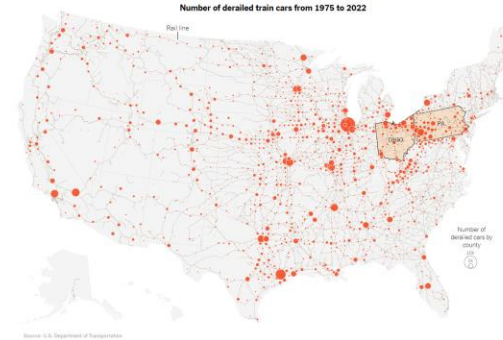 Number of derailed train cars from 1975 to 2022
Rail line
OHIO
PA.
Number of
derailed cars by
county
Source: U.S. Department of Transportation